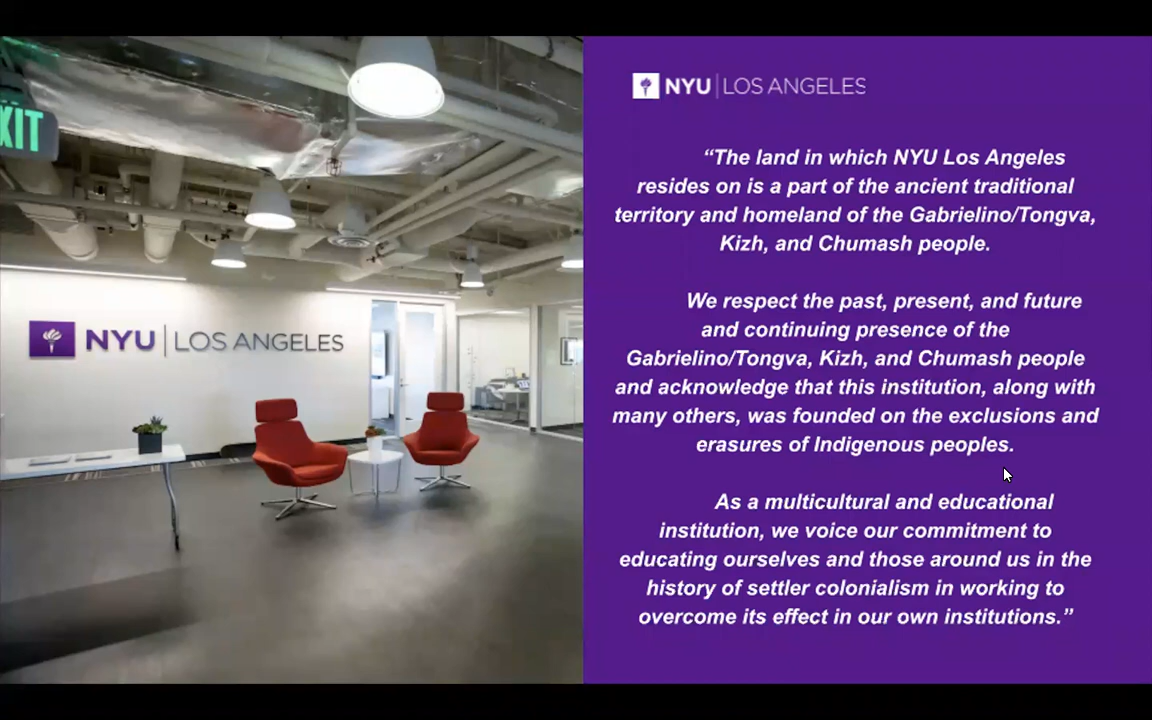 EXIT
NYU | LOS ANGELES
NYU | LOS ANGELES
“The land in which NYU Los Angeles
resides on is a part of the ancient traditional
territory and homeland of the Gabrielino/Tongva,
Kizh, and Chumash people.
We respect the past, present, and future
and continuing presence of the
Gabrielino/Tongva, Kizh, and Chumash people
and acknowledge that this institution, along with
many others, was founded on the exclusions and
erasures of Indigenous peoples.
As a multicultural and educational
institution, we voice our commitment to
educating ourselves and those around us in the
history of settler colonialism in working to
overcome its effect in our own institutions.”